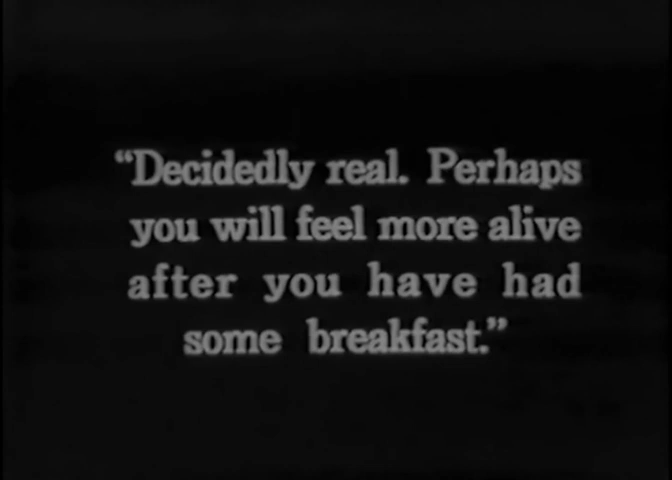 “Decidedly real. Perhaps
you will feel more alive
after you have had
some breakfast.”